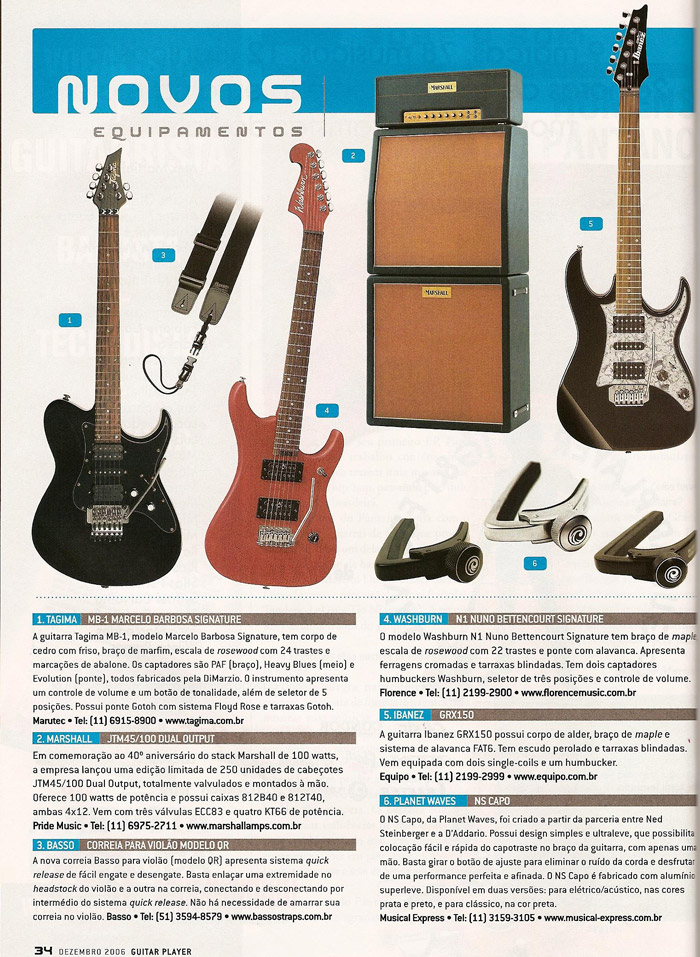 NOVOS
EQUIPAMENTOS
MARSHALL
MARSHALL
Tagima
Washburn
Ibanez
1
2
3
4
5
6
1. TAGIMA MB-1 MARCELO BARBOSA SIGNATURE
A guitarra Tagima MB-1, modelo Marcelo Barbosa Signature, tem corpo de
cedro com friso, braço de marfim, escala de rosewood com 24 trastes e
marcações de abalone. Os captadores são PAF (braço), Heavy Blues (meio) e
Evolution (ponte), todos fabricados pela DiMarzio. O instrumento apresenta
um controle de volume e um botão de tonalidade, além de seletor de 5
posições. Possui ponte Gotoh com sistema Floyd Rose e tarraxas Gotoh.
Marutec • Tel: (11) 6915-8900 • www.tagima.com.br
2. MARSHALL JTM45/100 DUAL OUTPUT
Em comemoração ao 40º aniversário do stack Marshall de 100 watts,
a empresa lançou uma edição limitada de 250 unidades de cabeçotes
JTM45/100 Dual Output, totalmente valvulados e montados à mão.
Oferece 100 watts de potência e possui caixas 812B40 e 812T40,
ambas 4x12. Vem com três válvulas ECC83 e quatro KT66 de potência.
Pride Music • Tel: (11) 6975-2711 • www.marshallamps.com.br
3. BASSO CORREIA PARA VIOLÃO MODELO QR
A nova correia Basso para violão (modelo QR) apresenta sistema quick
release de fácil engate e desengate. Basta enlaçar uma extremidade no
headstock do violão e a outra na correia, conectando e desconectando por
intermédio do sistema quick release. Não há necessidade de amarrar sua
correia no violão. Basso • Tel: (51) 3594-8579 • www.bassostraps.com.br
4. WASHBURN N1 NUNO BETTENCOURT SIGNATURE
O modelo Washburn N1 Nuno Bettencourt Signature tem braço de maple
escala de rosewood com 22 trastes e ponte com alavanca. Apresenta
ferragens cromadas e tarraxas blindadas. Tem dois captadores
humbuckers Washburn, seletor de três posições e controle de volume.
Florence • Tel: (11) 2199-2900 • www.florencemusic.com.br
5. IBANEZ GRX150
A guitarra Ibanez GRX150 possui corpo de alder, braço de maple e
sistema de alavanca FAT6. Tem escudo perolado e tarraxas blindadas.
Vem equipada com dois single-coils e um humbucker.
Equipo • Tel: (11) 2199-2999 • www.equipo.com.br
6. PLANET WAVES NS CAPO
O NS Capo, da Planet Waves, foi criado a partir da parceria entre Ned
Steinberger e a D'Addario. Possui design simples e ultraleve, que possibilita
colocação fácil e rápida do capotraste no braço da guitarra, com apenas uma
mão. Basta girar o botão de ajuste para eliminar o ruído da corda e desfrutar
de uma performance perfeita e afinada. O NS Capo é fabricado com alumínio
superleve. Disponível em duas versões: para elétrico/acústico, nas cores
prata e preto, e para clássico, na cor preta.
Musical Express • Tel: (11) 3159-3105 • www.musical-express.com.br
34 DEZEMBRO 2006 GUITAR PLAYER